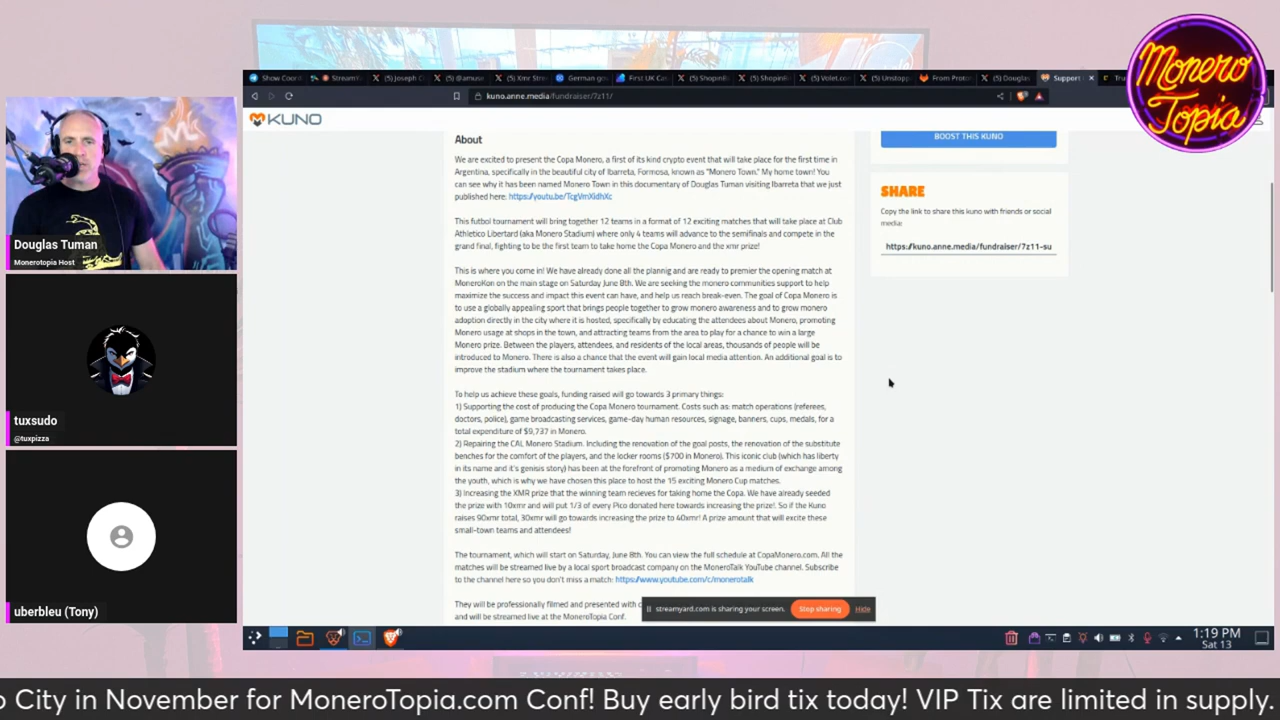 Monero
Topia
(5) Joseph
(5) @amuse
(5) Xmr
German go
First UK Ca
(5) Shopin
(5) Shopin
(5) Volet.co
(5) Unstop
From Proto
(5) Douglas
Support
kuno.anne.media/fundraiser/7z11/
KUNO
About
We are excited to present the Copa Monero, a first of its kind crypto event that will take place for the first time in
Argentina, specifically in the beautiful city of Ibarreta, Formosa, known as "Monero Town." My home town! You
can see why it has been named Monero Town in this documentary of Douglas Tuman visiting Ibarreta that we just
published here: https://youtu.be/TcgVmXidhXc
This futbol tournament will bring together 12 teams in a format of 12 exciting matches that will take place at Club
Athletico Libertard (aka Monero Stadium) where only 4 teams will advance to the semifinals and compete in the
grand final, fighting to be the first team to take home the Copa Monero and the xmr prize!
This is where you come in! We have already done all the plannig and are ready to premier the opening match at
MoneroKon on the main stage on Saturday June 8th. We are seeking the monero communities support to help
maximize the success and impact this event can have, and help us reach break-even. The goal of Copa Monero is
to use a globally appealing sport that brings people together to grow monero awareness and to grow monero
adoption directly in the city where it is hosted, specifically by educating the attendees about Monero, promoting
Monero usage at shops in the town, and attracting teams from the area to play for a chance to win a large
Monero prize. Between the players, attendees, and residents of the local areas, thousands of people will be
introduced to Monero. There is also a chance that the event will gain local media attention. An additional goal is to
improve the stadium where the tournament takes place.
To help us achieve these goals, funding raised will go towards 3 primary things:
1) Supporting the cost of producing the Copa Monero tournament. Costs such as: match operations (referees,
doctors, police), game broadcasting services, game-day human resources, signage, banners, cups, medals, for a
total expenditure of $9,737 in Monero.
2) Repairing the CAL Monero Stadium. Including the renovation of the goal posts, the renovation of the substitute
benches for the comfort of the players, and the locker rooms ($700 in Monero). This iconic club (which has liberty
in its name and it's genisis story) has been at the forefront of promoting Monero as a medium of exchange among
the youth, which is why we have chosen this place to host the 15 exciting Monero Cup matches.
3) Increasing the XMR prize that the winning team recieves for taking home the Copa. We have already seeded
the prize with 10xmr and will put 1/3 of every Pico donated here towards increasing the prize!. So if the Kuno
raises 90xmr total, 30xmr will go towards increasing the prize to 40xmr! A prize amount that will excite these
small-town teams and attendees!
The tournament, which will start on Saturday, June 8th. You can view the full schedule at CopaMonero.com. All the
matches will be streamed live by a local sport broadcast company on the MoneroTalk YouTube channel. Subscribe
to the channel here so you don't miss a match: https://www.youtube.com/c/monerotalk
They will be professionally filmed and presented with
and will be streamed live at the MoneroTopia Conf.
BOOST THIS KUNO
SHARE
Copy the link to share this kuno with friends or social
media:
https://kuno.anne.media/fundraiser/7z11-su
streamyard.com is sharing your screen.
Stop sharing
Hide
1:19 PM
Sat 13
Douglas Tuman
Monerotopia Host
tuxsudo
@tuxpizza
uberbleu (Tony)
o City in November for MoneroTopia.com Conf! Buy early bird tix today! VIP Tix are limited in supply.